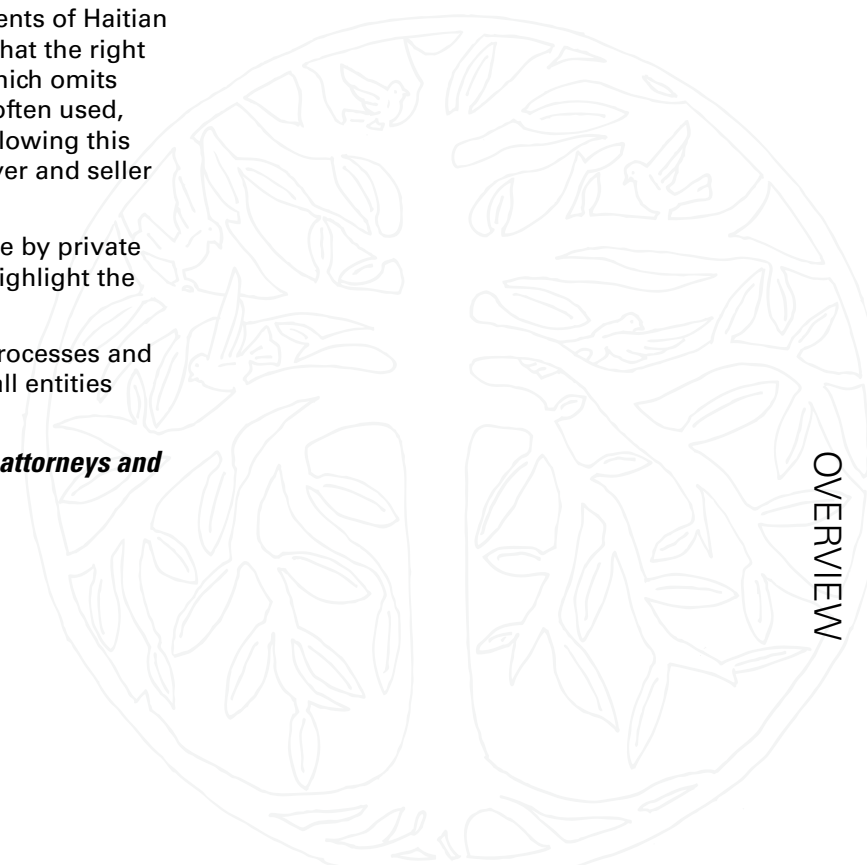 ents of Haitian
hat the right
hich omits
often used,
llowing this
yer and seller
e by private
ighlight the
rocesses and
all entities
attorneys and
OVERVIEW